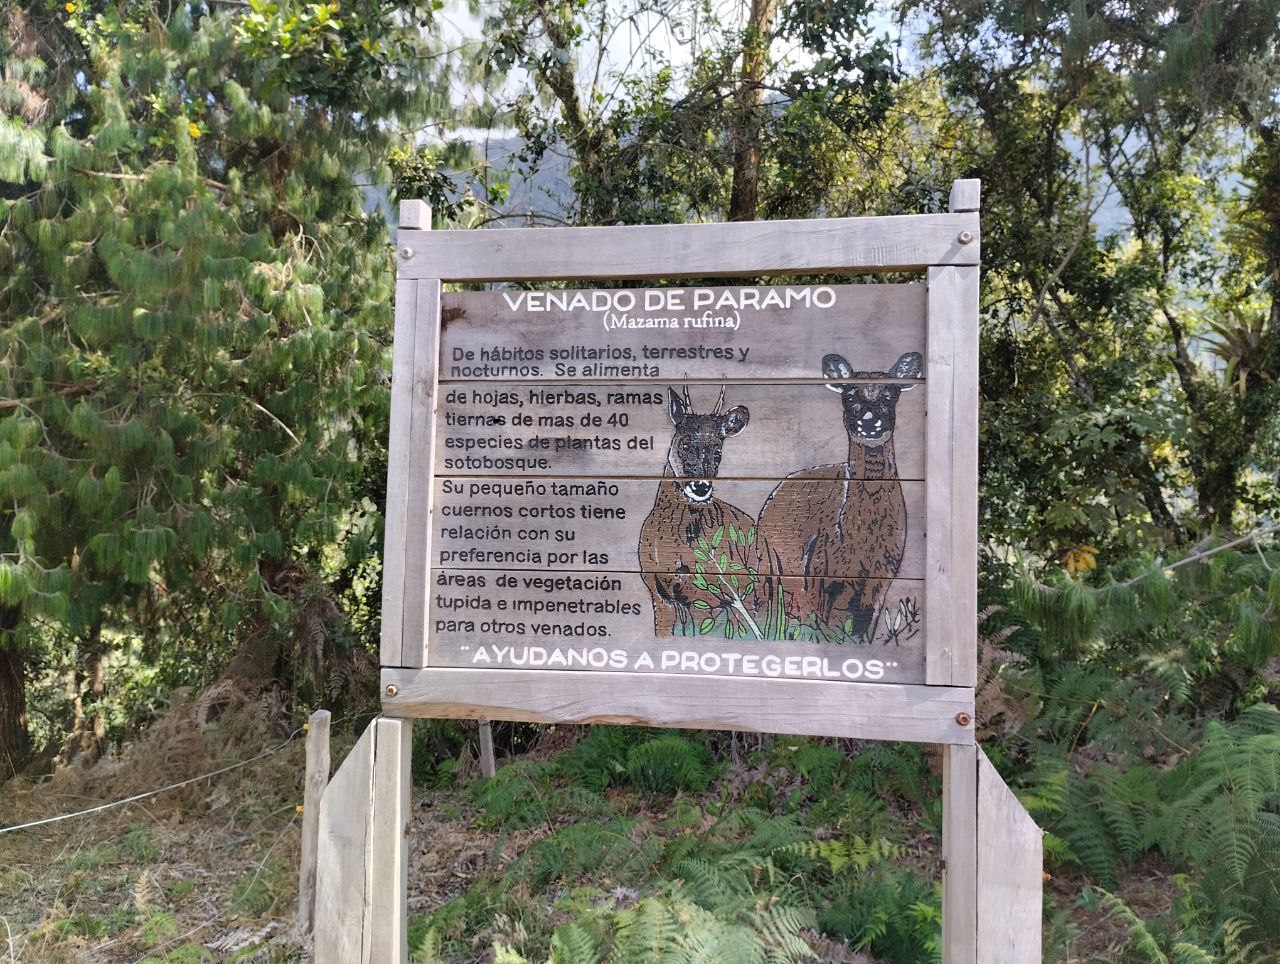 VENADO DE PARAMO
(Mazama rufina)
De hábitos solitarios, terrestres y
nocturnos. Se alimenta
de hojas, hierbas, ramas
tiernas de mas de 40
especies de plantas del
sotobosque.
Su pequeño tamaño
cuernos cortos tiene
relación con su
preferencia por las
áreas de vegetación
tupida e impenetrables
para otros venados.
"AYUDANOS A PROTEGERLOS"